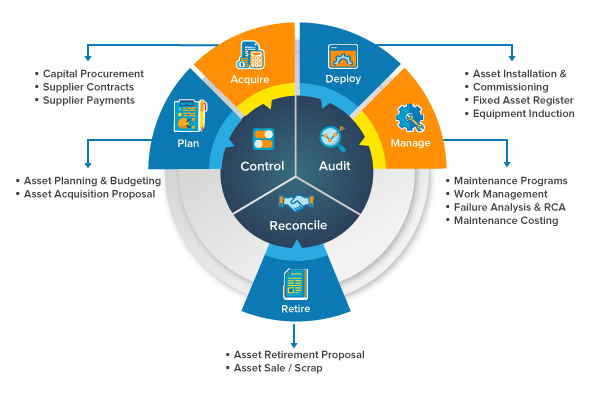 Acquire
Deploy
Plan
Manage
Control
Audit
Reconcile
Retire
▪ Capital Procurement
▪ Supplier Contracts
▪ Supplier Payments
▪ Asset Planning & Budgeting
▪ Asset Acquisition Proposal
▪ Asset Installation &
▪ Commissioning
▪ Fixed Asset Register
▪ Equipment Induction
▪ Maintenance Programs
▪ Work Management
▪ Failure Analysis & RCA
▪ Maintenance Costing
▪ Asset Retirement Proposal
▪ Asset Sale / Scrap